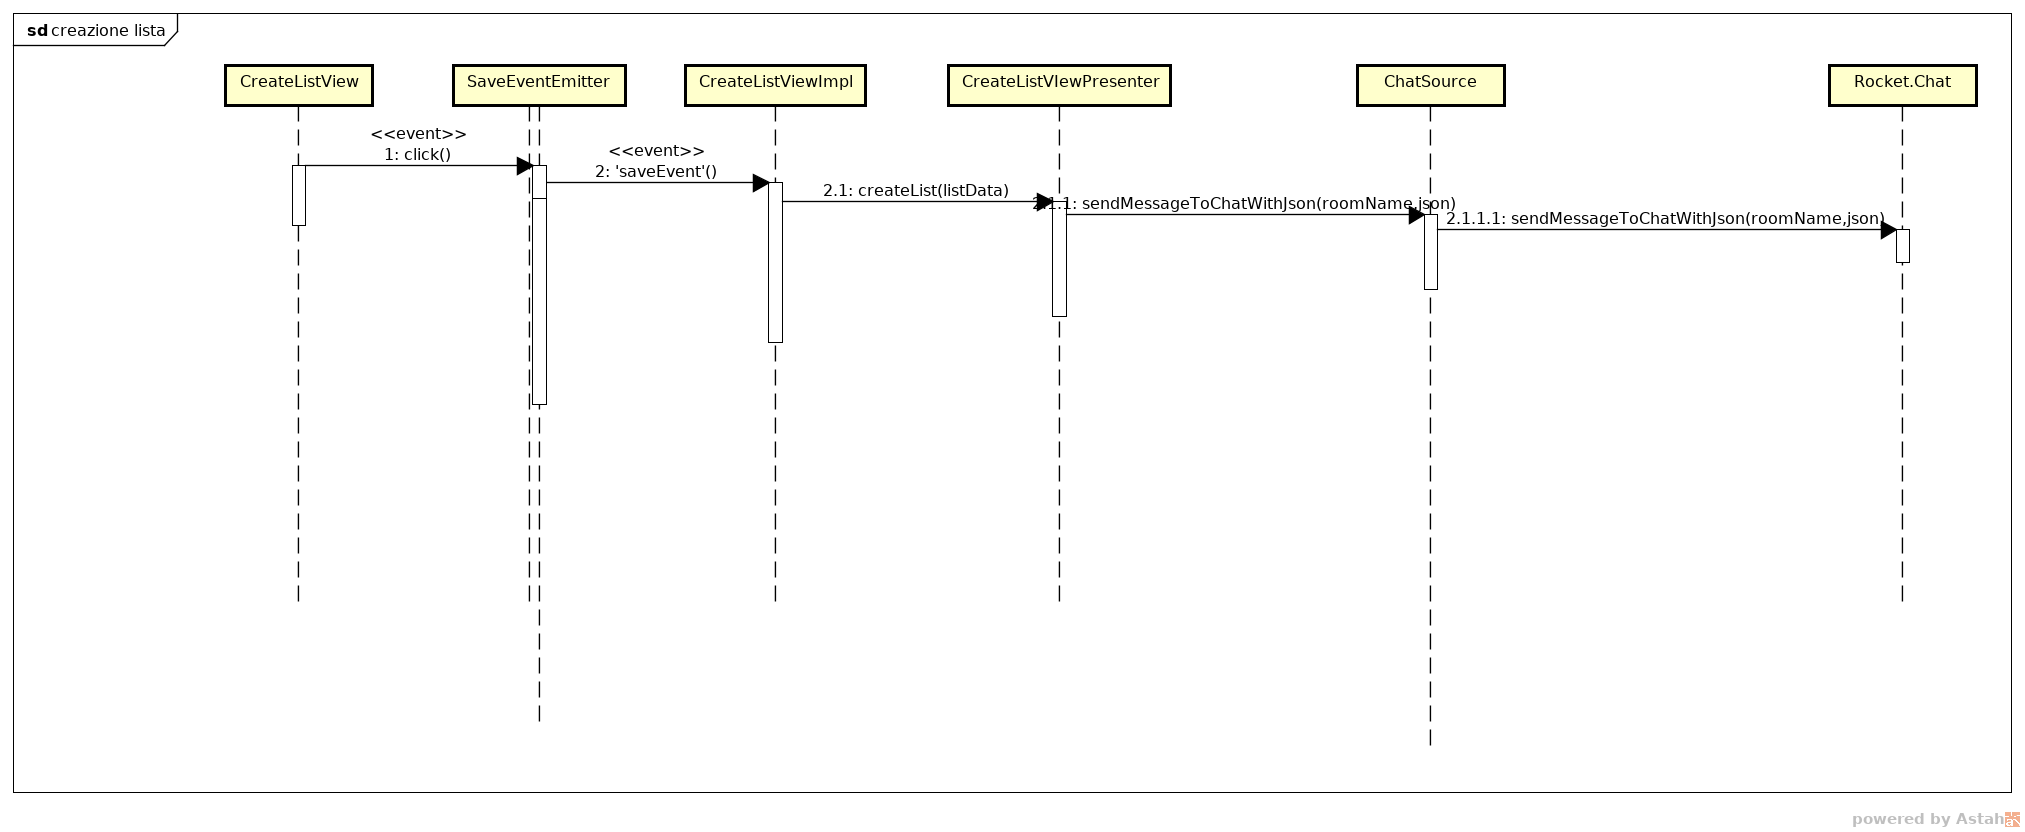 sd creazione lista
CreateListView
SaveEventEmitter
CreateListViewImpl
CreateListVIewPresenter
ChatSource
Rocket.Chat
<<event>>
1: click()
<<event>>
2: 'saveEvent'()
2.1: createList(listData)
2.1.1: sendMessageToChatWithJson(roomName,json)
2.1.1.1: sendMessageToChatWithJson(roomName,json)
powered by Astah